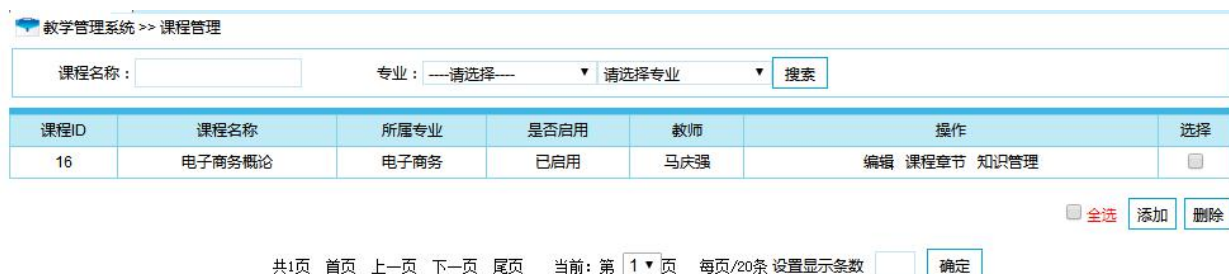 教学管理系统 >> 课程管理
课程名称： 专业： ----请选择---- ▼ 请选择专业 ▼ 搜索
课程ID 课程名称 所属专业 是否启用 教师 操作 选择
16 电子商务概论 电子商务 已启用 马庆强 编辑 课程章节 知识管理
全选 添加 删除
共1页 首页 上一页 下一页 尾页 当前: 第 1 ▼ 页 每页/20条 设置显示条数 确定